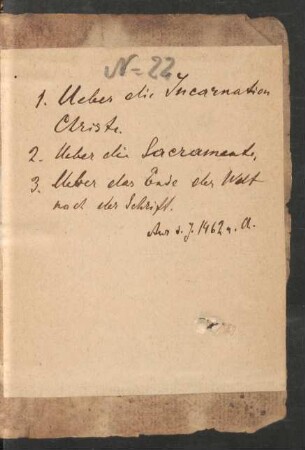 N= 22
1. Ueber die Incarnation
Christi.
2. Ueber die Sacramente,
3. Ueber das Ende der Welt
nach der Schrift.
Aus d. J. 1462 u. A.